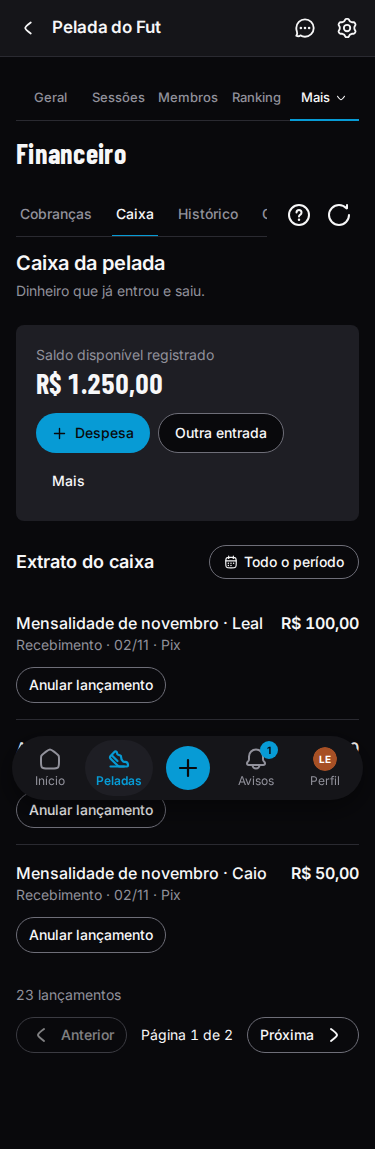 Pelada do Fut
Geral Sessões Membros Ranking Mais
Financeiro
Cobranças Caixa Histórico
Caixa da pelada
Dinheiro que já entrou e saiu.
Saldo disponível registrado
R$ 1.250,00
+ Despesa Outra entrada
Mais
Extrato do caixa Todo o período
Mensalidade de novembro · Leal R$ 100,00
Recebimento · 02/11 · Pix
Anular lançamento
Início Peladas Avisos 1 LE Perfil
Anular lançamento
Mensalidade de novembro · Caio R$ 50,00
Recebimento · 02/11 · Pix
Anular lançamento
23 lançamentos
Anterior Página 1 de 2 Próxima